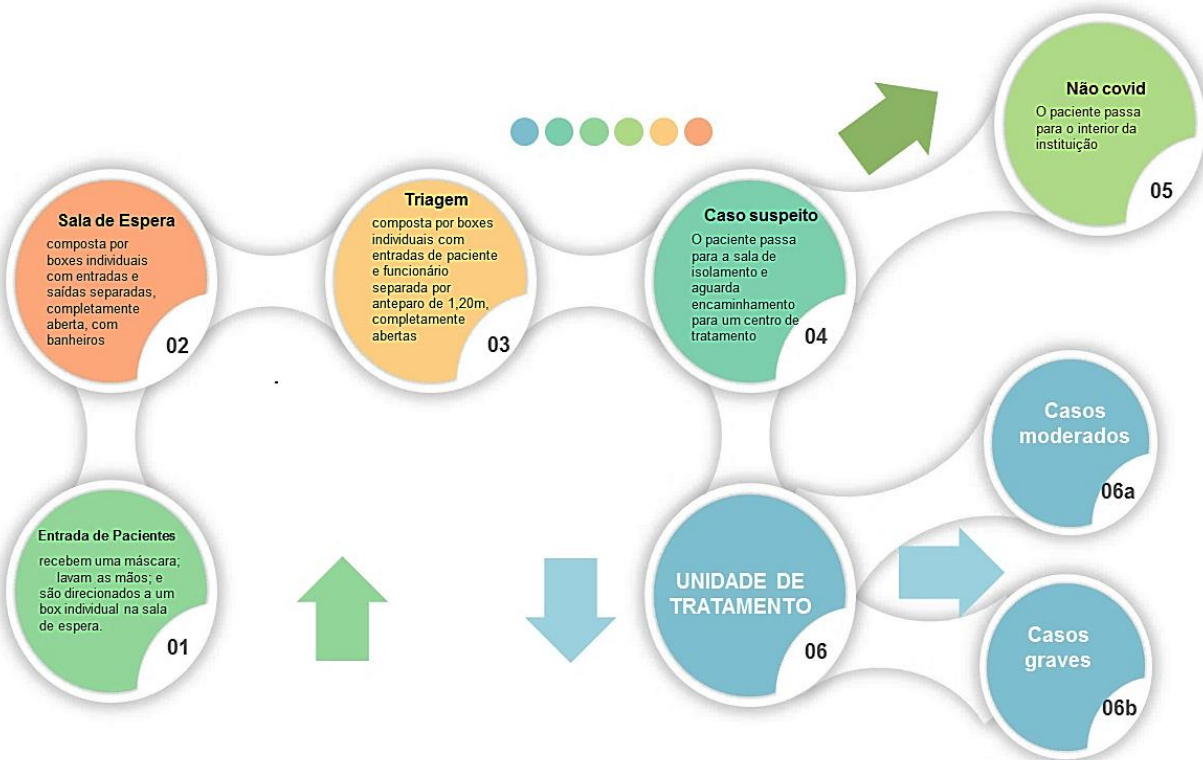 Entrada de Pacientes
recebem uma máscara;
lavam as mãos; e
são direcionados a um
box individual na sala
de espera.
01
Sala de Espera
composta por
boxes individuais
com entradas e
saídas separadas,
completamente
aberta, com
banheiros
02
Triagem
composta por boxes
individuais com
entradas de paciente
e funcionário
separada por
anteparo de 1,20m,
completamente
abertas
03
Caso suspeito
O paciente passa
para a sala de
isolamento e
aguarda
encaminhamento
para um centro de
tratamento
04
Não covid
O paciente passa
para o interior da
instituição
05
UNIDADE DE
TRATAMENTO
06
Casos
moderados
06a
Casos
graves
06b